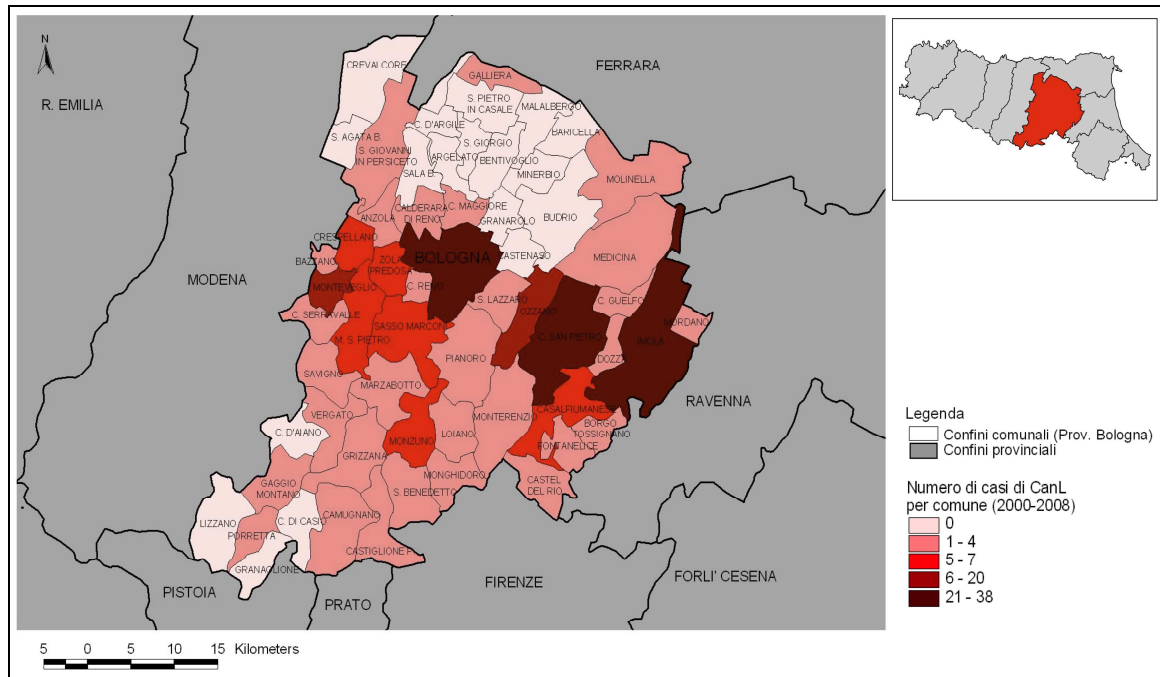 N
CREVALCORE
FERRARA
GALLIERA
R. EMILIA
S. PIETRO
IN CASALE
MALALBERGO
C. D'ARGILE
BARICELLA
S. AGATA B.
S. GIORGIO
S. GIOVANNI
IN PERSICETO
ARGELATO
BENTIVOGLIO
SALA B.
MINERBIO
MOLINELLA
CALDERARA
DI RENO
C. MAGGIORE
ANZOLA
GRANAROLO
BUDRIO
CRESPELLANO
BOLOGNA
CASTENASO
MEDICINA
BAZZANO
ZOLA
PREDOSA
MODENA
MONTEVEGLIO
C. RENO
S. LAZZARO
C. GUELFO
OZZANO
C. SERRAVALLE
SASSO MARCONI
MORDANO
M. S. PIETRO
C. SAN PIETRO
IMOLA
PIANORO
DOZZA
SAVIGNO
MARZABOTTO
RAVENNA
VERGATO
MONTERENZIO
CASALFIUMANESE
C. D'AIANO
BORGO
TOSSIGNANO
MONZUNO
LOIANO
FONTANELICE
GRIZZANA
MONGHIDORO
CASTEL
DEL RIO
GAGGIO
MONTANO
S. BENEDETTO
LIZZANO
C. DI CASIO
CAMUGNANO
PORRETTA
CASTIGLIONE P.
GRANAGLIONE
PISTOIA
PRATO
FIRENZE
FORLI' CESENA
Legenda
Confini comunali (Prov. Bologna)
Confini provinciali
Numero di casi di CanL
per comune (2000-2008)
0
1 - 4
5 - 7
6 - 20
21 - 38
5 0 5 10 15 Kilometers